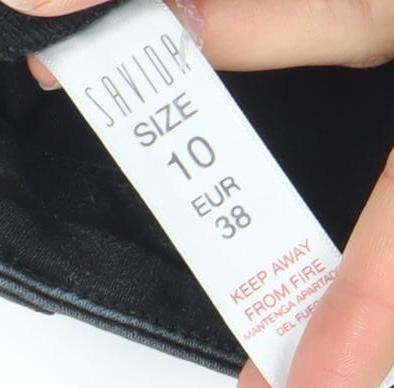 SAVIDA
SIZE
10
EUR
38
KEEP AWAY
FROM FIRE
MANTENGA APARTADO
DEL FUEGO